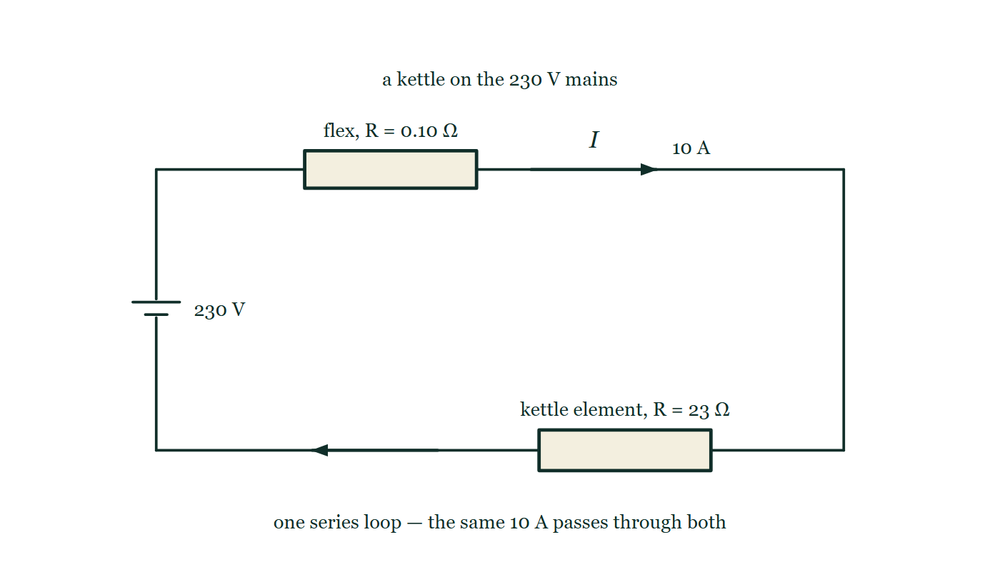 a kettle on the 230 V mains
flex, R = 0.10 Ω
I
10 A
230 V
kettle element, R = 23 Ω
one series loop — the same 10 A passes through both